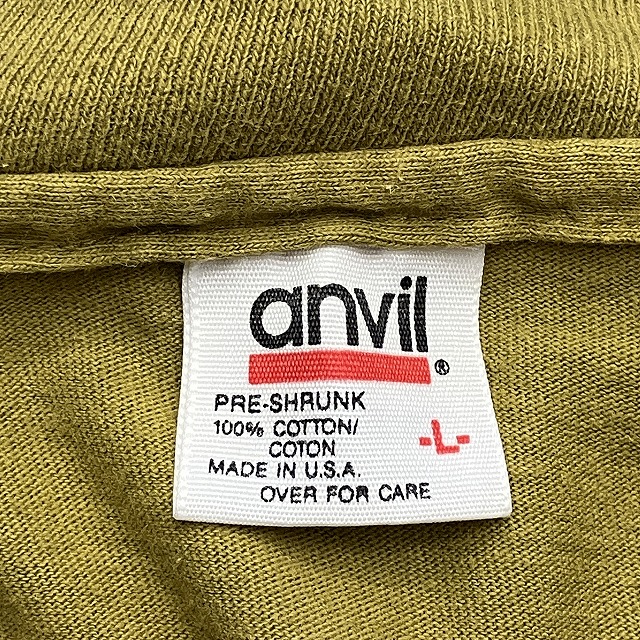 anvil®
PRE-SHRUNK
100% COTTON/
COTON
-L-
MADE IN U.S.A.
OVER FOR CARE